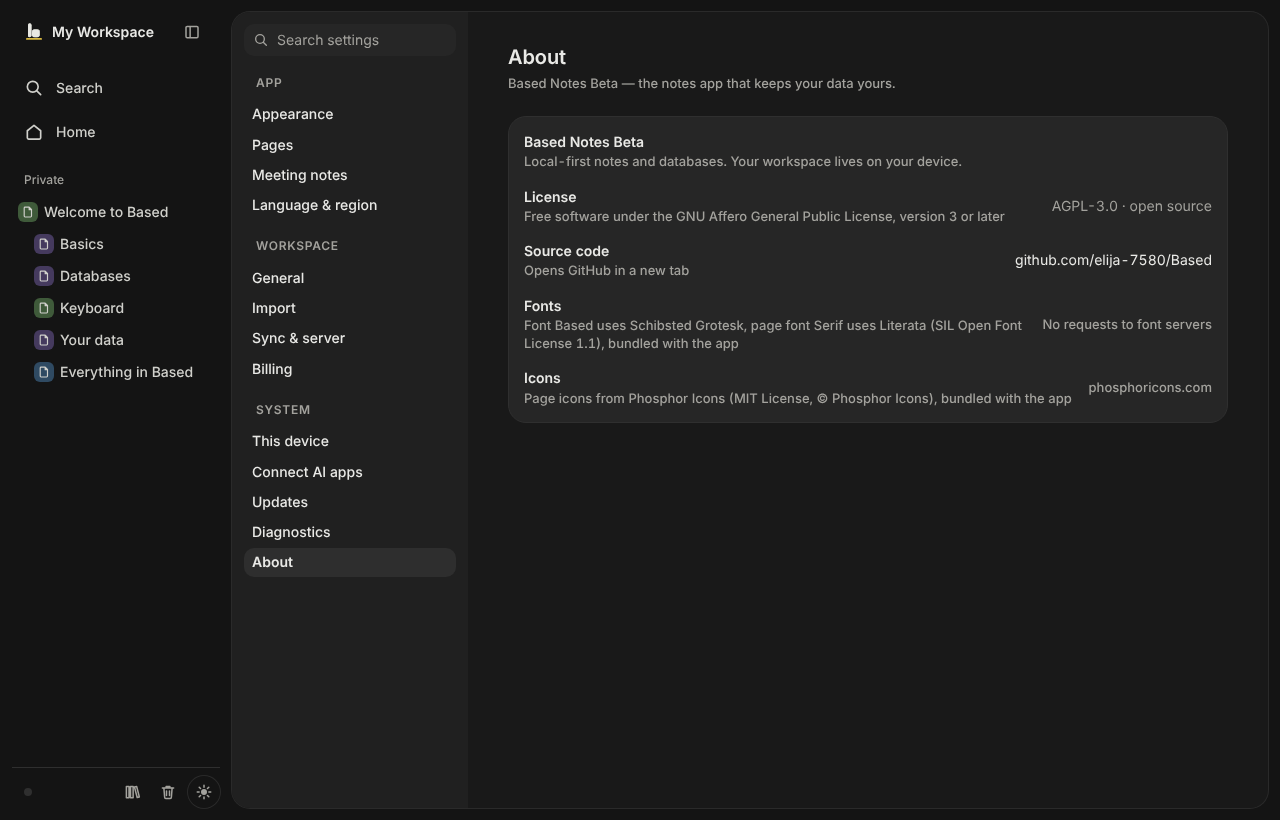 My Workspace
Search
Home
Private
Welcome to Based
Basics
Databases
Keyboard
Your data
Everything in Based
Search settings
APP
Appearance
Pages
Meeting notes
Language & region
WORKSPACE
General
Import
Sync & server
Billing
SYSTEM
This device
Connect AI apps
Updates
Diagnostics
About
About
Based Notes Beta — the notes app that keeps your data yours.
Based Notes Beta
Local-first notes and databases. Your workspace lives on your device.
License
Free software under the GNU Affero General Public License, version 3 or later
AGPL-3.0 · open source
Source code
Opens GitHub in a new tab
github.com/elija-7580/Based
Fonts
Font Based uses Schibsted Grotesk, page font Serif uses Literata (SIL Open Font
License 1.1), bundled with the app
No requests to font servers
Icons
Page icons from Phosphor Icons (MIT License, © Phosphor Icons), bundled with the app
phosphoricons.com